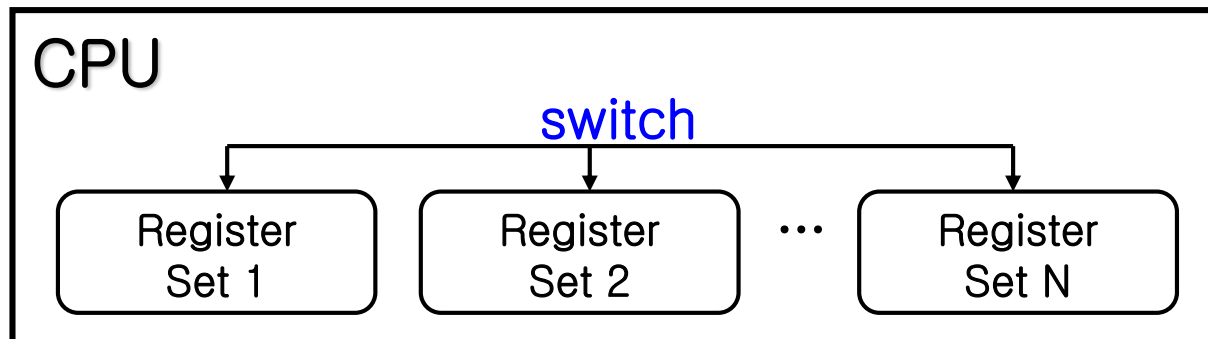 CPU
switch
Register
Set 1
Register
Set 2
...
Register
Set N